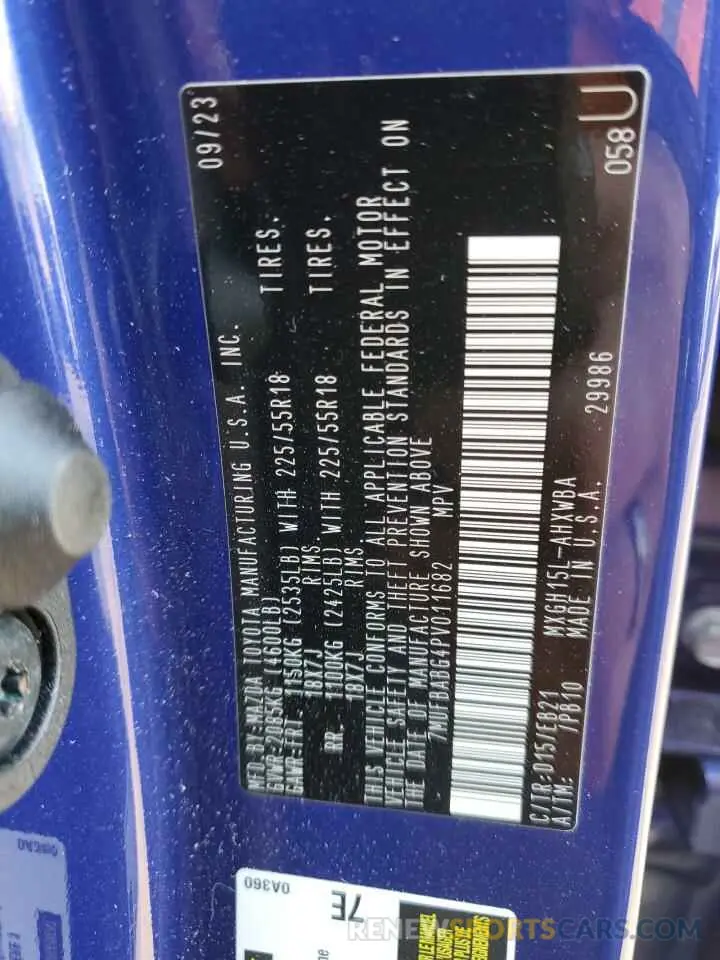 MFD. BY: MAZDA TOYOTA MANUFACTURING U.S.A. INC. 09/23
GVWR 2085KG (4600LB)
GAWR FRT. 1150KG (2535LB) WITH 225/55R18 TIRES.
18X7J RIMS.
RR. 1100KG (2425LB) WITH 225/55R18 TIRES.
18X7J RIMS.
THIS VEHICLE CONFORMS TO ALL APPLICABLE FEDERAL MOTOR
VEHICLE SAFETY AND THEFT PREVENTION STANDARDS IN EFFECT ON
THE DATE OF MANUFACTURE SHOWN ABOVE
7MUFBABG4PV011682 MPV
C/TR: D157EB21 MXGH15L-AHXWBA 29986
A/TM: /PB10 MADE IN U.S.A.
058 U
0A360
7E
RENEWSPORTSCARS.COM